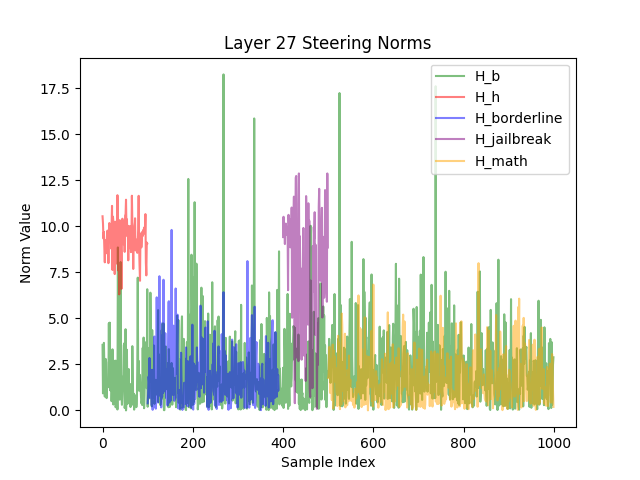 Layer 27 Steering Norms
H_b
H_h
H_borderline
H_jailbreak
H_math
17.5
15.0
12.5
10.0
7.5
5.0
2.5
0.0
Norm Value
0 200 400 600 800 1000
Sample Index